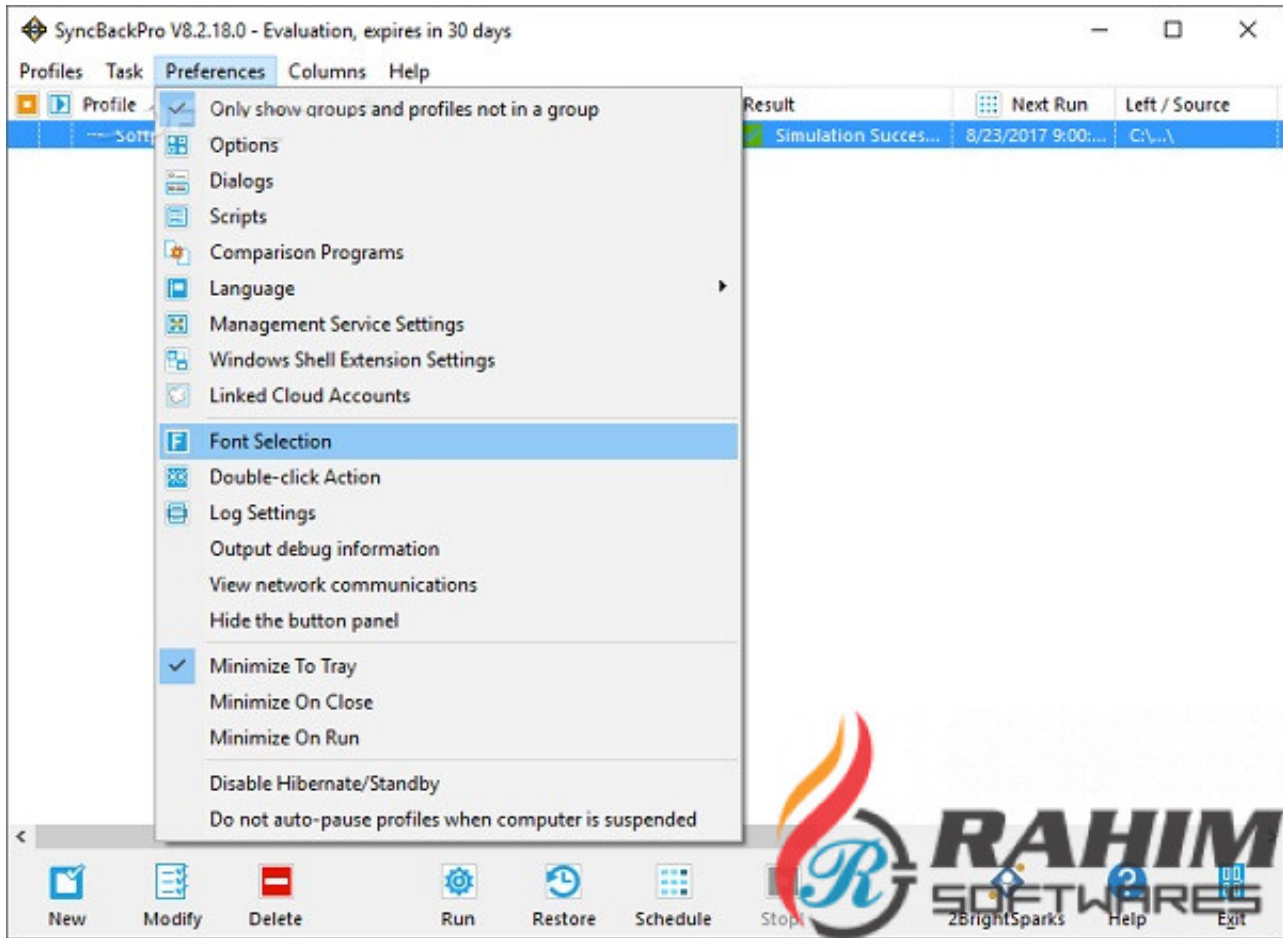 SyncBackPro V8.2.18.0 - Evaluation, expires in 30 days
Profiles Task Preferences Columns Help
Profile Result Next Run Left / Source
Simulation Succes... 8/23/2017 9:00:... C:\...\
Only show groups and profiles not in a group
Options
Dialogs
Scripts
Comparison Programs
Language
Management Service Settings
Windows Shell Extension Settings
Linked Cloud Accounts
Font Selection
Double-click Action
Log Settings
Output debug information
View network communications
Hide the button panel
Minimize To Tray
Minimize On Close
Minimize On Run
Disable Hibernate/Standby
Do not auto-pause profiles when computer is suspended
RAHIM
SOFTWARES
New Modify Delete Run Restore Schedule Stop! 2BrightSparks Help Exit